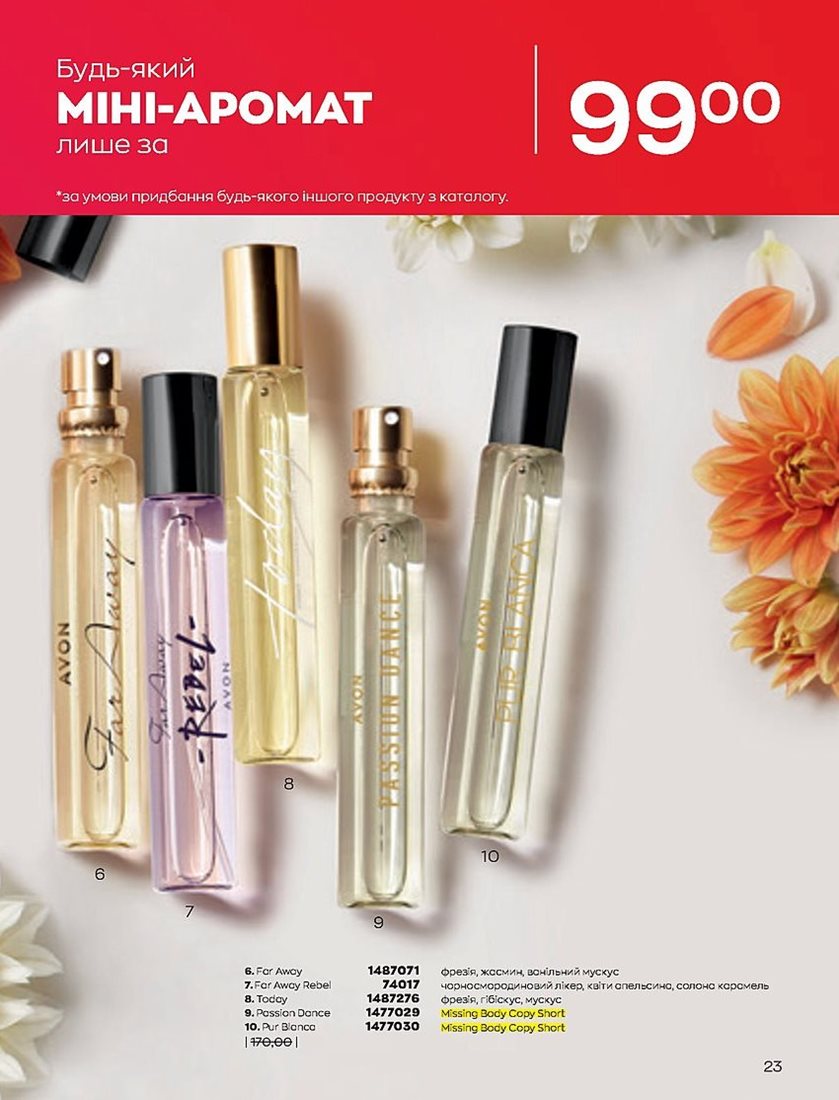 Будь-який
МІНІ-АРОМАТ
лише за
99⁰⁰
*за умови придбання будь-якого іншого продукту з каталогу.
AVON
Far Away
Far Away
REBEL
AVON
today
AVON
PASSION DANCE
AVON
PUR BLANCA
6
7
8
9
10
6. Far Away 1487071 фрезія, жасмин, ванільний мускус
7. Far Away Rebel 74017 чорносмародиновий лікер, квіти апельсина, солона карамель
8. Today 1487276 фрезія, гібіскус, мускус
9. Passion Dance 1477029 Missing Body Copy Short
10. Pur Blanca 1477030 Missing Body Copy Short
| 170,00 |
23